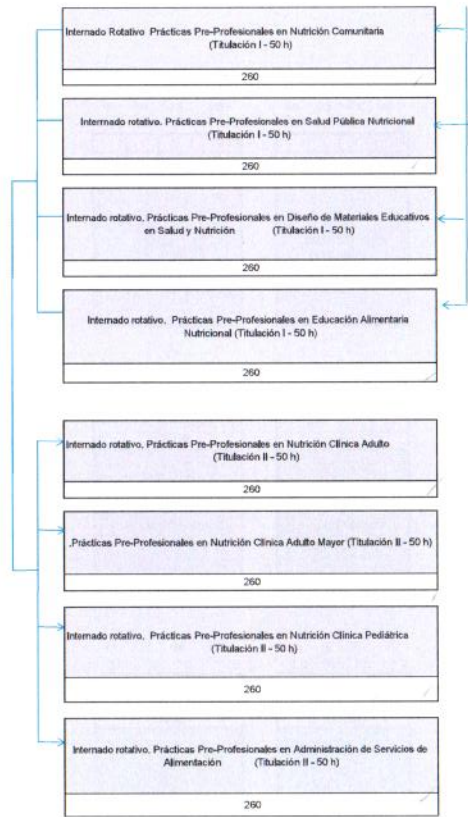 Internado Rotativo Prácticas Pre-Profesionales en Nutrición Comunitaria
(Titulación I - 50 h)
260
Internado rotativo. Prácticas Pre-Profesionales en Salud Pública Nutricional
(Titulación I - 50 h)
260
Internado rotativo. Prácticas Pre-Profesionales en Diseño de Materiales Educativos
en Salud y Nutrición (Titulación I - 50 h)
260
Internado rotativo. Prácticas Pre-Profesionales en Educación Alimentaria
Nutricional (Titulación I - 50 h)
260
Internado rotativo. Prácticas Pre-Profesionales en Nutrición Clínica Adulto
(Titulación II - 50 h)
260
.Prácticas Pre-Profesionales en Nutrición Clínica Adulto Mayor (Titulación II - 50 h)
260
Internado rotativo. Prácticas Pre-Profesionales en Nutrición Clínica Pediátrica
(Titulación II - 50 h)
260
Internado rotativo. Prácticas Pre-Profesionales en Administración de Servicios de
Alimentación (Titulación II - 50 h)
260